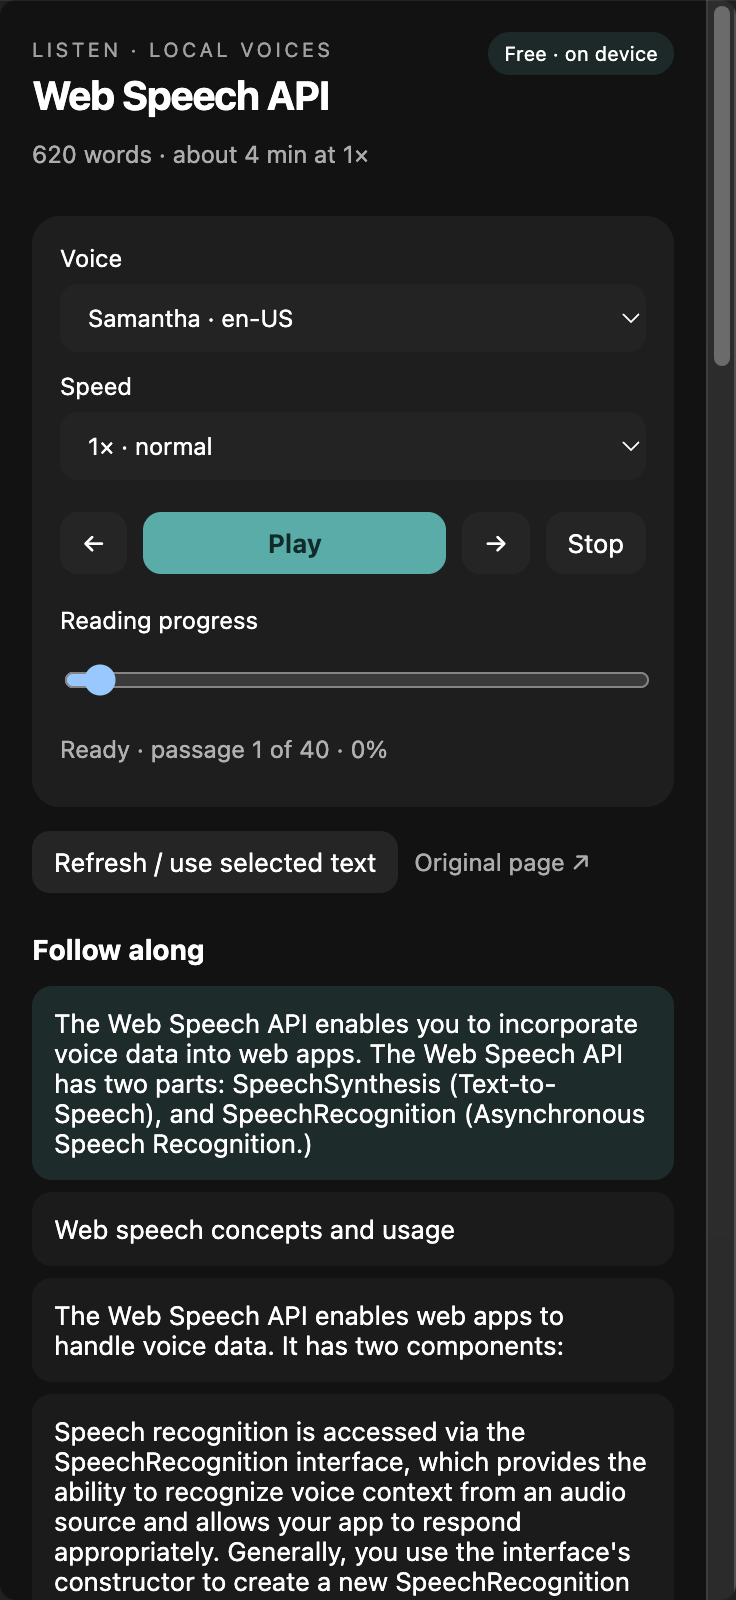 LISTEN · LOCAL VOICES
Free · on device
Web Speech API
620 words · about 4 min at 1×
Voice
Samantha · en-US
Speed
1× · normal
←
Play
→
Stop
Reading progress
Ready · passage 1 of 40 · 0%
Refresh / use selected text
Original page ↗
Follow along
The Web Speech API enables you to incorporate
voice data into web apps. The Web Speech API
has two parts: SpeechSynthesis (Text-to-
Speech), and SpeechRecognition (Asynchronous
Speech Recognition.)
Web speech concepts and usage
The Web Speech API enables web apps to
handle voice data. It has two components:
Speech recognition is accessed via the
SpeechRecognition interface, which provides the
ability to recognize voice context from an audio
source and allows your app to respond
appropriately. Generally, you use the interface's
constructor to create a new SpeechRecognition